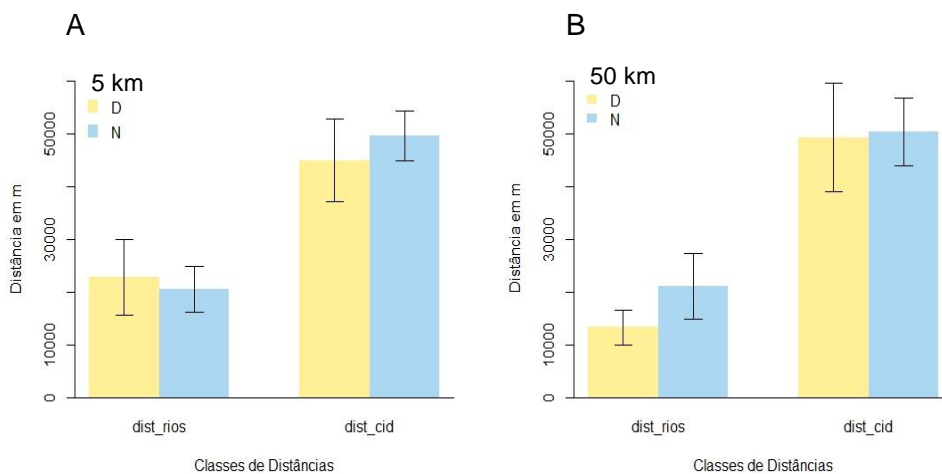 A
5 km
D
N
Distância em m
0
10000
30000
50000
dist_rios
dist_cid
Classes de Distâncias
B
50 km
D
N
Distância em m
0
10000
30000
50000
dist_rios
dist_cid
Classes de Distâncias